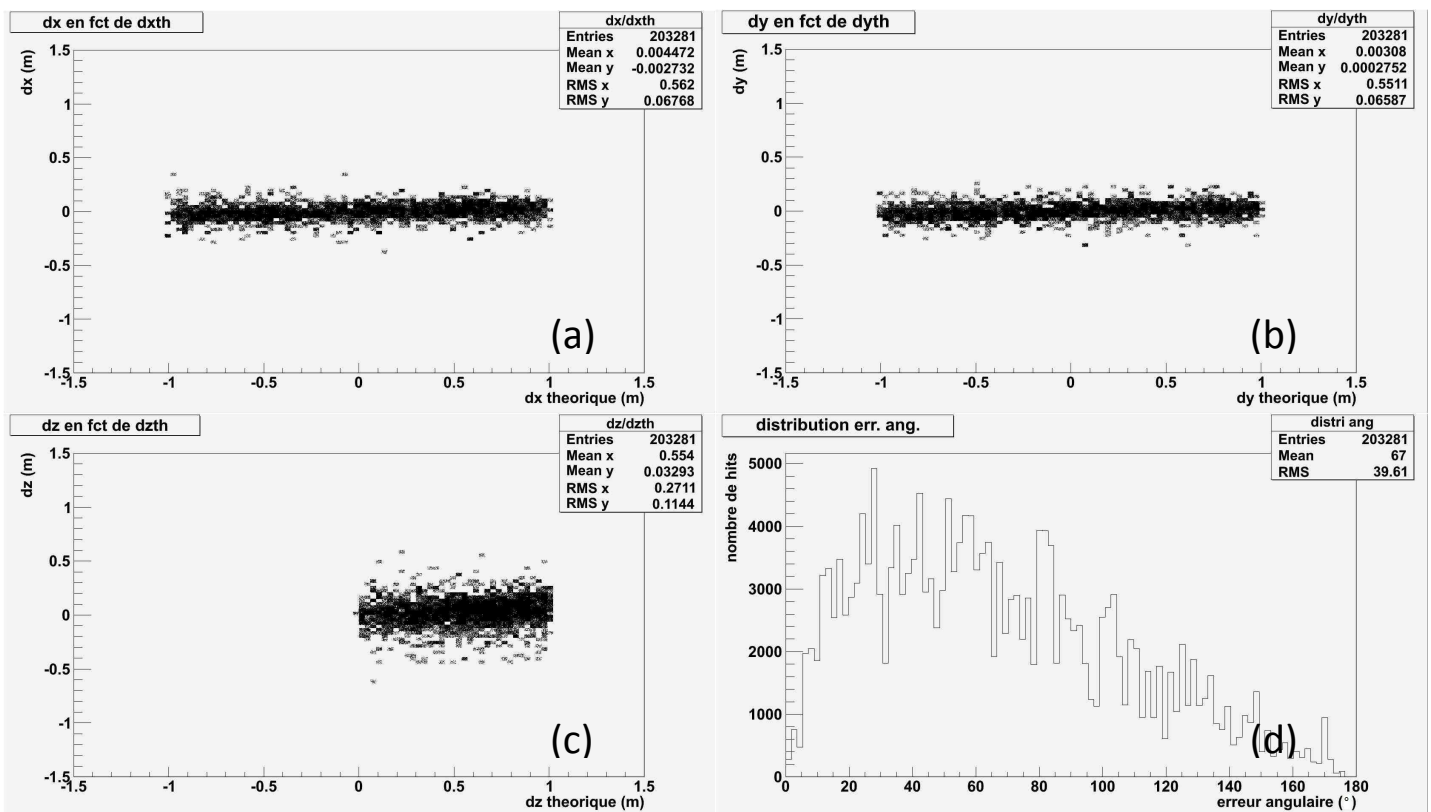 dx en fct de dxth
dx/dxth
Entries 203281
Mean x 0.004472
Mean y -0.002732
RMS x 0.562
RMS y 0.06768
dx (m)
1.5
1
0.5
0
-0.5
-1
-1.5
-1.5 -1 -0.5 0 0.5 1 1.5
dx theorique (m)
(a)
dy en fct de dyth
dy/dyth
Entries 203281
Mean x 0.00308
Mean y 0.0002752
RMS x 0.5511
RMS y 0.06587
dy (m)
1.5
1
0.5
0
-0.5
-1
-1.5
-1.5 -1 -0.5 0 0.5 1 1.5
dy theorique (m)
(b)
dz en fct de dzth
dz/dzth
Entries 203281
Mean x 0.554
Mean y 0.03293
RMS x 0.2711
RMS y 0.1144
dz (m)
1.5
1
0.5
0
-0.5
-1
-1.5
-1.5 -1 -0.5 0 0.5 1 1.5
dz theorique (m)
(c)
distribution err. ang.
distri ang
Entries 203281
Mean 67
RMS 39.61
nombre de hits
5000
4000
3000
2000
1000
0
0 20 40 60 80 100 120 140 160 180
erreur angulaire (°)
(d)